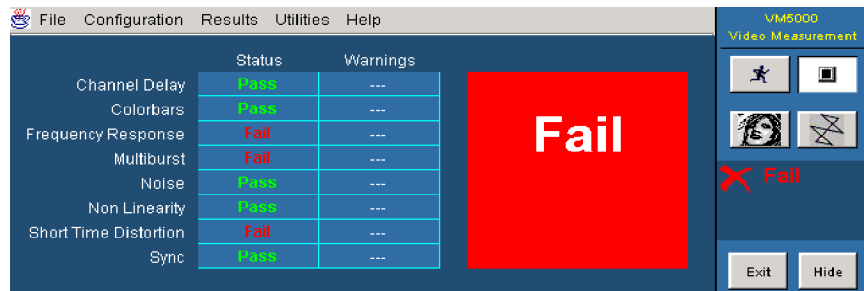 File Configuration Results Utilities Help
VM5000
Video Measurement
Status Warnings
Channel Delay Pass ---
Colorbars Pass ---
Frequency Response Fail ---
Multiburst Fail ---
Noise Pass ---
Non Linearity Pass ---
Short Time Distortion Fail ---
Sync Pass ---
Fail
Fail
Exit Hide